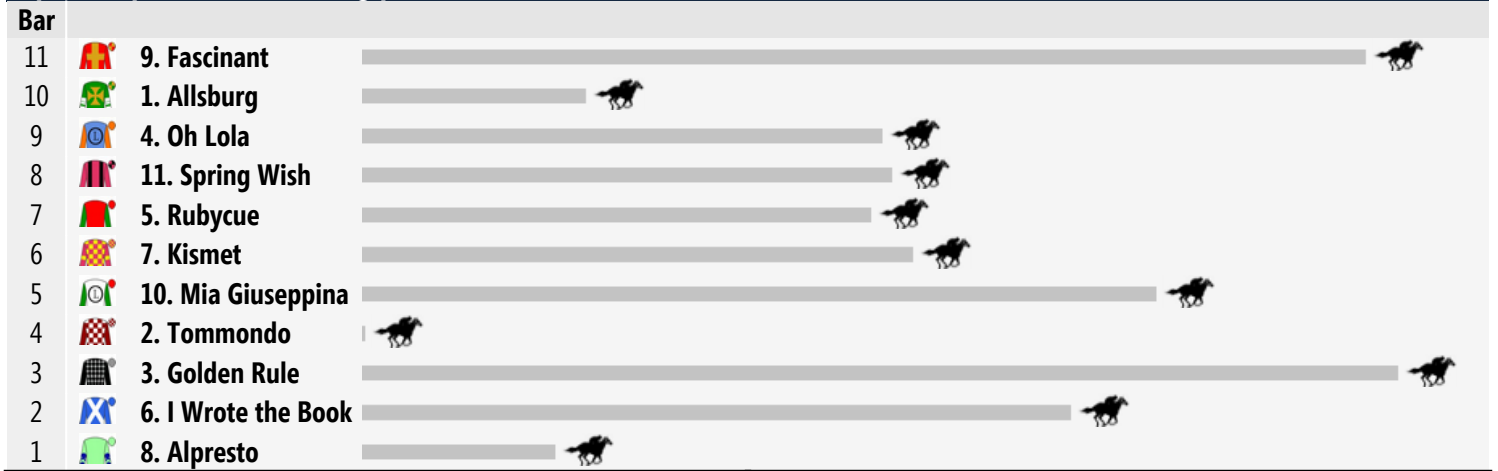 Bar
11 9. Fascinant
10 1. Allsburg
9 4. Oh Lola
8 11. Spring Wish
7 5. Rubycue
6 7. Kismet
5 10. Mia Giuseppina
4 2. Tommondo
3 3. Golden Rule
2 6. I Wrote the Book
1 8. Alpresto